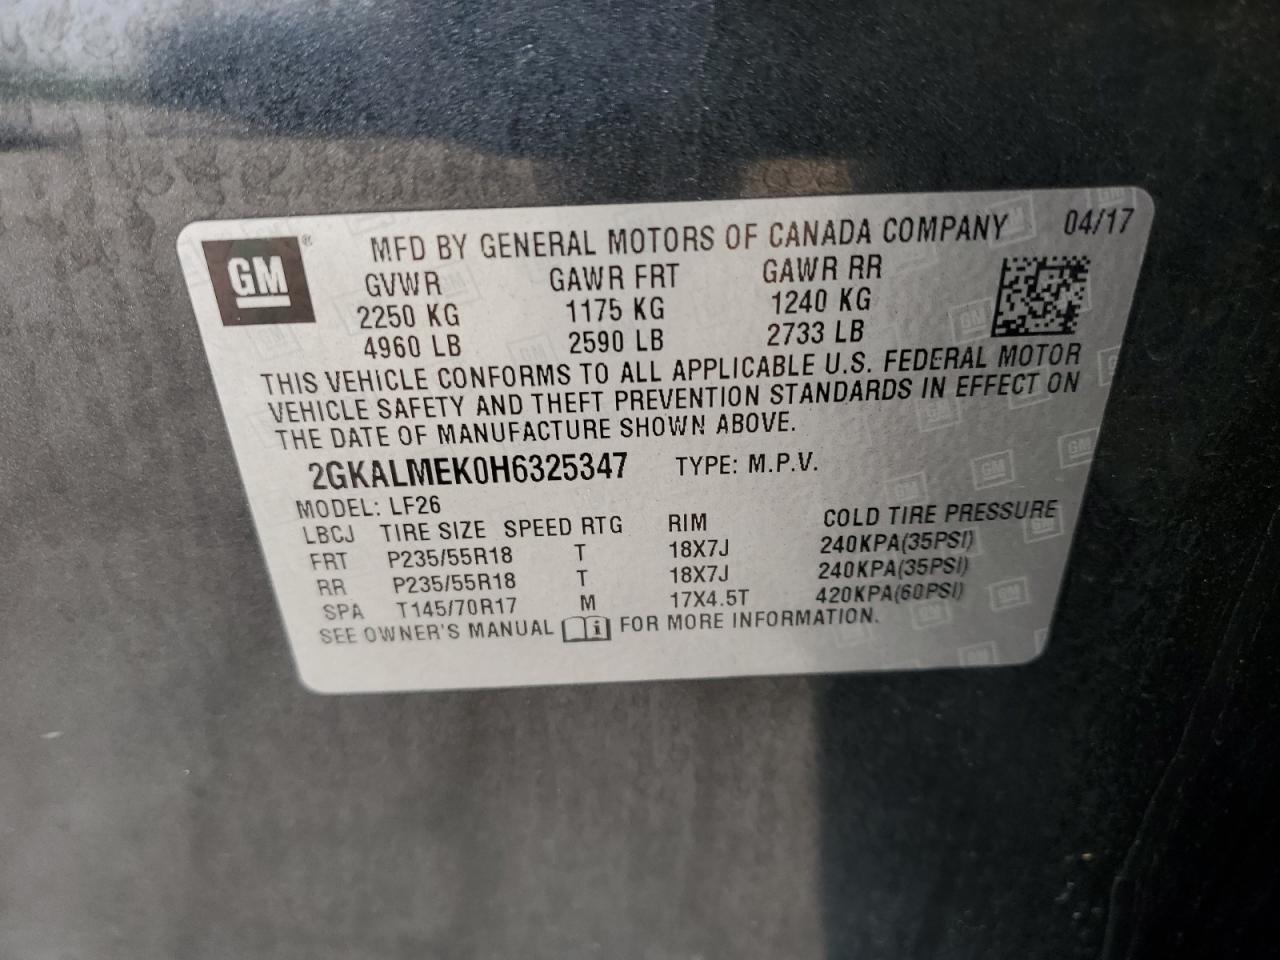 GM ® MFD BY GENERAL MOTORS OF CANADA COMPANY 04/17
GVWR GAWR FRT GAWR RR
2250 KG 1175 KG 1240 KG
4960 LB 2590 LB 2733 LB
THIS VEHICLE CONFORMS TO ALL APPLICABLE U.S. FEDERAL MOTOR
VEHICLE SAFETY AND THEFT PREVENTION STANDARDS IN EFFECT ON
THE DATE OF MANUFACTURE SHOWN ABOVE.
2GKALMEK0H6325347 TYPE: M.P.V.
MODEL: LF26
LBCJ TIRE SIZE SPEED RTG RIM COLD TIRE PRESSURE
FRT P235/55R18 T 18X7J 240KPA(35PSI)
RR P235/55R18 T 18X7J 240KPA(35PSI)
SPA T145/70R17 M 17X4.5T 420KPA(60PSI)
SEE OWNER'S MANUAL i FOR MORE INFORMATION.